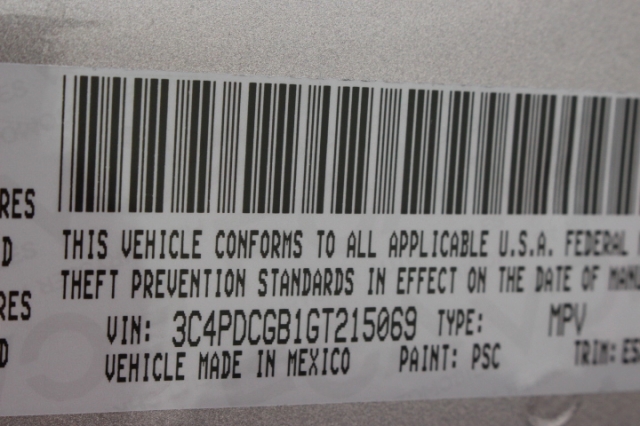 RES
THIS VEHICLE CONFORMS TO ALL APPLICABLE U.S.A. FEDERAL
D
THEFT PREVENTION STANDARDS IN EFFECT ON THE DATE OF
RES
VIN: 3C4PDCGB1GT215069 TYPE: MPV
D
VEHICLE MADE IN MEXICO PAINT: PSC TRIM: